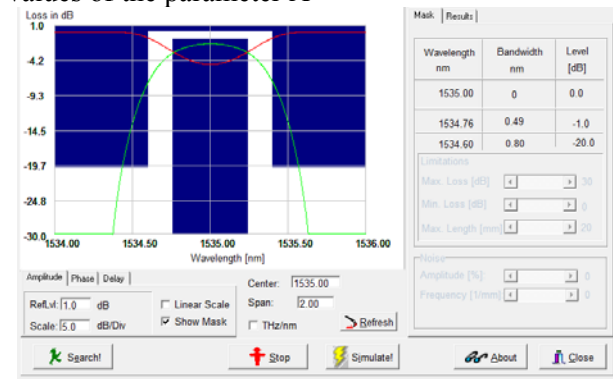 values of the parameter A
Loss in dB
1.0
-4.2
-9.3
-14.5
-19.7
-24.8
-30.0
1534.00 1534.50 1535.00 1535.50 1536.00
Wavelength [nm]
Amplitude Phase Delay
RefLvl: 1.0 dB
Scale: 5.0 dB/Div
Linear Scale
Show Mask
Center: 1535.00
Span: 2.00
THz/nm
Refresh
Mask Results
Wavelength Bandwidth Level
nm nm [dB]
1535.00 0 0.0
1534.76 0.49 -1.0
1534.60 0.80 -20.0
Limitations
Max. Loss [dB] 30
Min. Loss [dB] 0
Max. Length [mm] 20
Noise
Amplitude [%]: 0
Frequency [1/mm] 0
Search! Stop Simulate! About Close